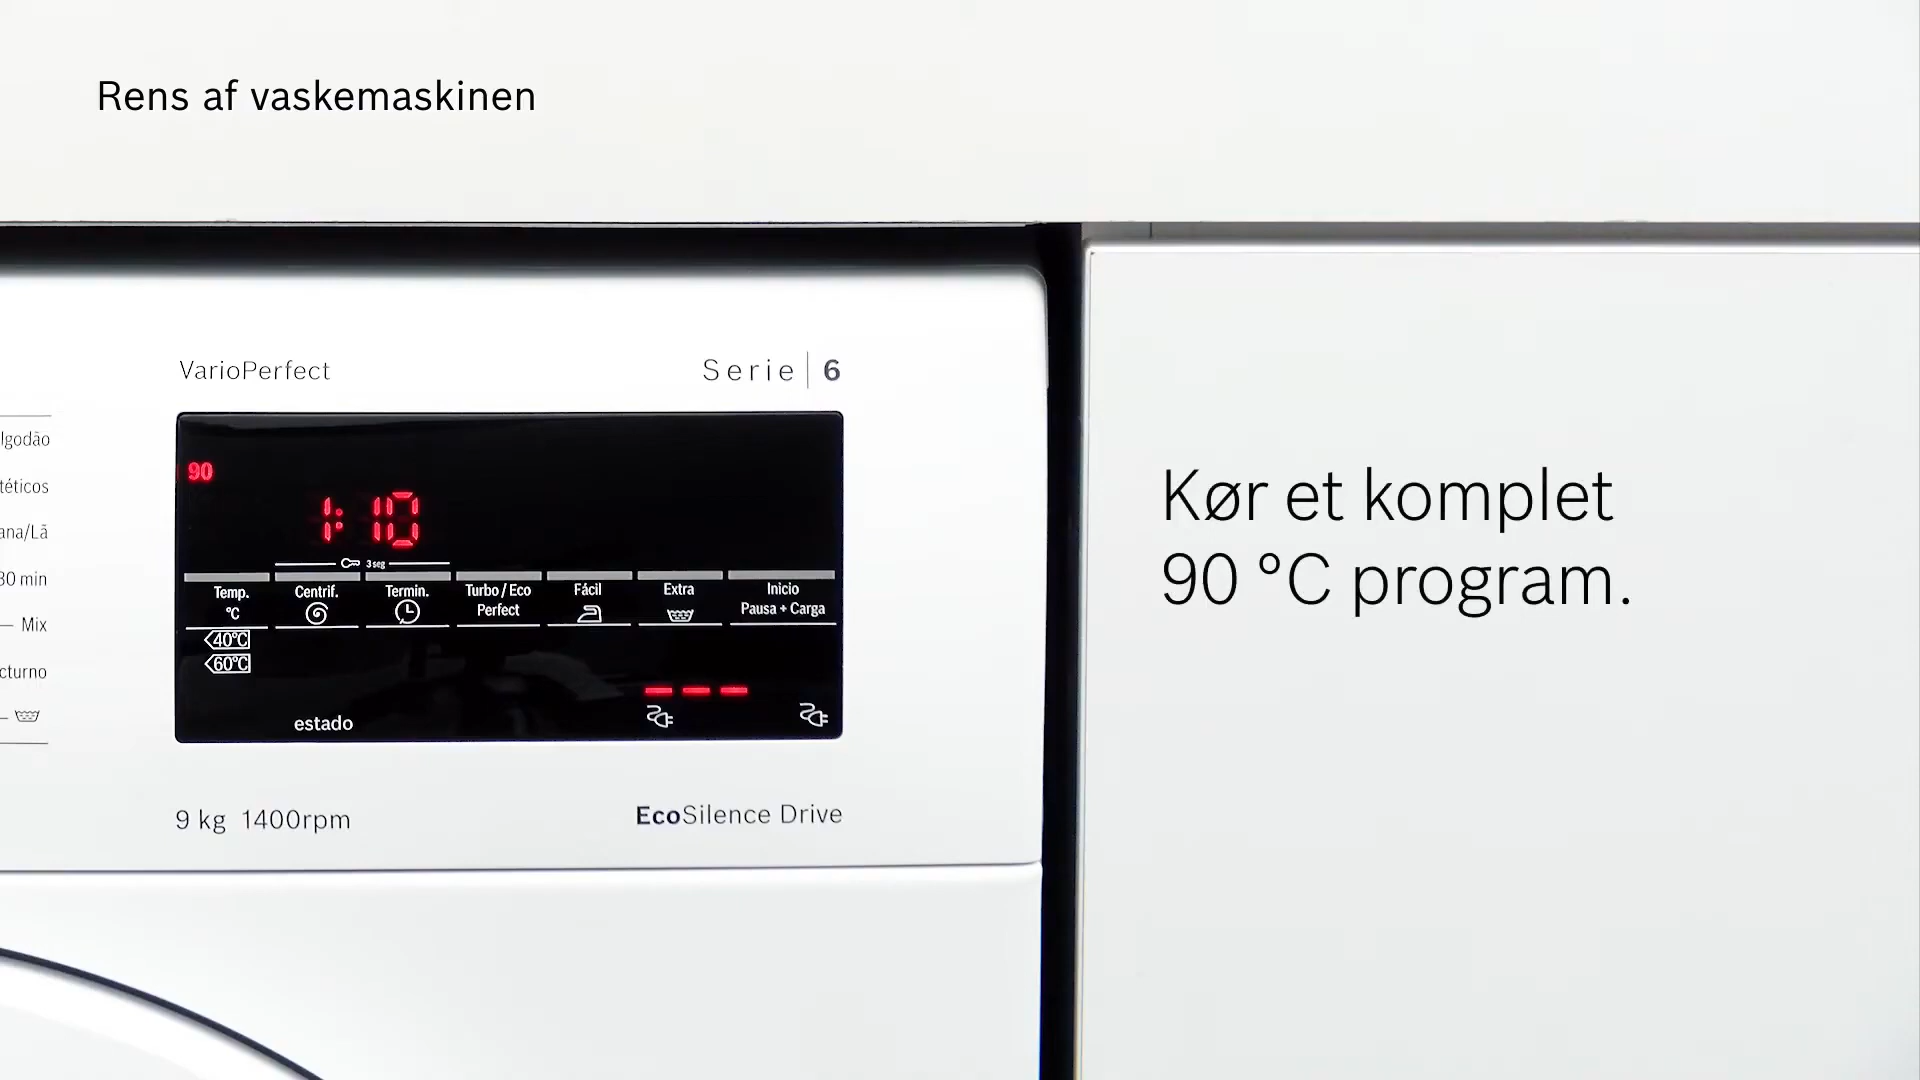 Rens af vaskemaskinen
VarioPerfect
Serie | 6
90
1:10
3 seg
Temp.
°C
Centrif.
Termin.
Turbo / Eco
Perfect
Fácil
Extra
Inicio
Pausa + Carga
40°C
60°C
estado
---
9 kg 1400rpm
EcoSilence Drive
lgodão
téticos
ana/Lã
30 min
Mix
cturno
Kør et komplet
90 °C program.